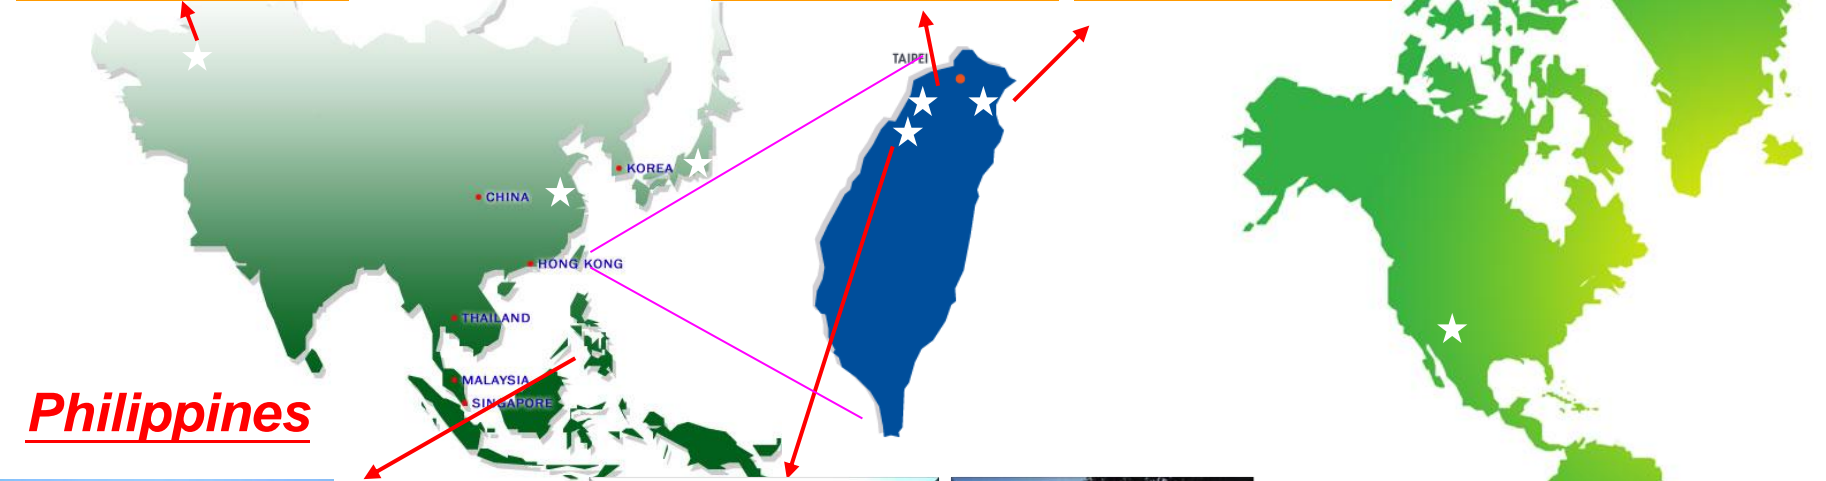 TAIPEI
KOREA
CHINA
HONG KONG
THAILAND
MALAYSIA
SINGAPORE
Philippines